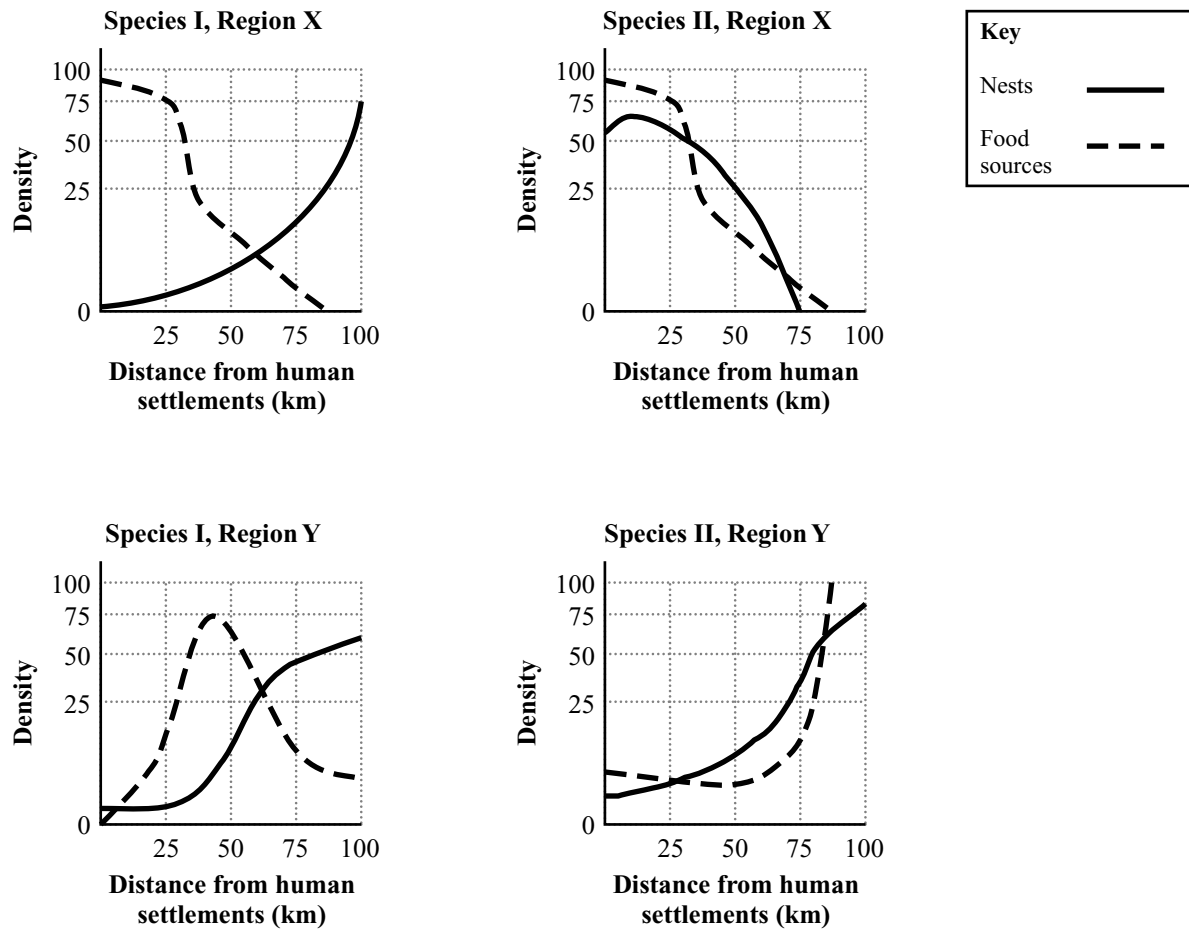 Species I, Region X
100
75
50
25
0
Density
25 50 75 100
Distance from human
settlements (km)
Species II, Region X
100
75
50
25
0
Density
25 50 75 100
Distance from human
settlements (km)
Key
Nests
Food
sources
Species I, Region Y
100
75
50
25
0
Density
25 50 75 100
Distance from human
settlements (km)
Species II, Region Y
100
75
50
25
0
Density
25 50 75 100
Distance from human
settlements (km)